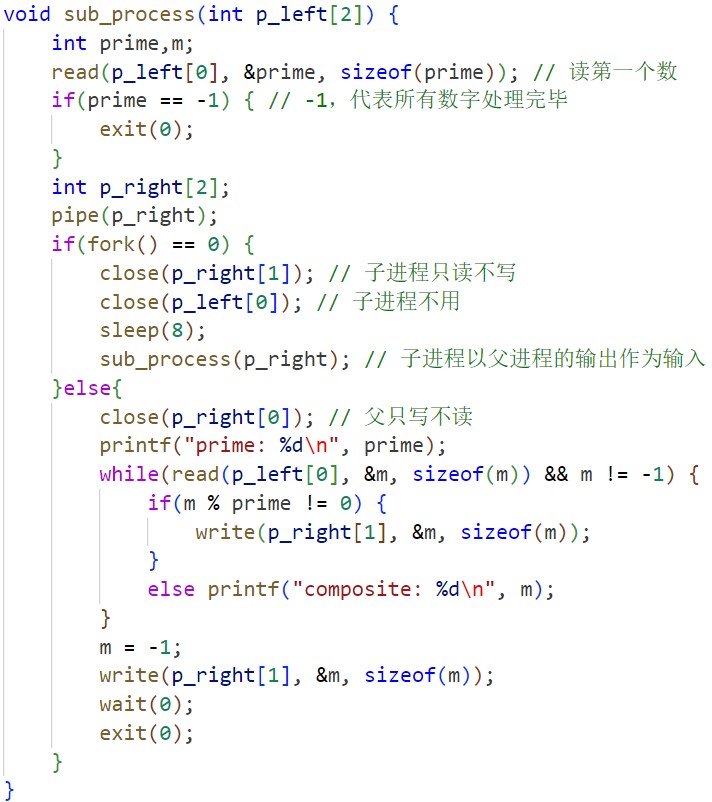 void sub_process(int p_left[2]) {
    int prime,m;
    read(p_left[0], &prime, sizeof(prime)); // 读第一个数
    if(prime == -1) { // -1，代表所有数字处理完毕
        exit(0);
    }
    int p_right[2];
    pipe(p_right);
    if(fork() == 0) {
        close(p_right[1]); // 子进程只读不写
        close(p_left[0]); // 子进程不用
        sleep(8);
        sub_process(p_right); // 子进程以父进程的输出作为输入
    }else{
        close(p_right[0]); // 父只写不读
        printf("prime: %d\n", prime);
        while(read(p_left[0], &m, sizeof(m)) && m != -1) {
            if(m % prime != 0) {
                write(p_right[1], &m, sizeof(m));
            }
            else printf("composite: %d\n", m);
        }
        m = -1;
        write(p_right[1], &m, sizeof(m));
        wait(0);
        exit(0);
    }
}